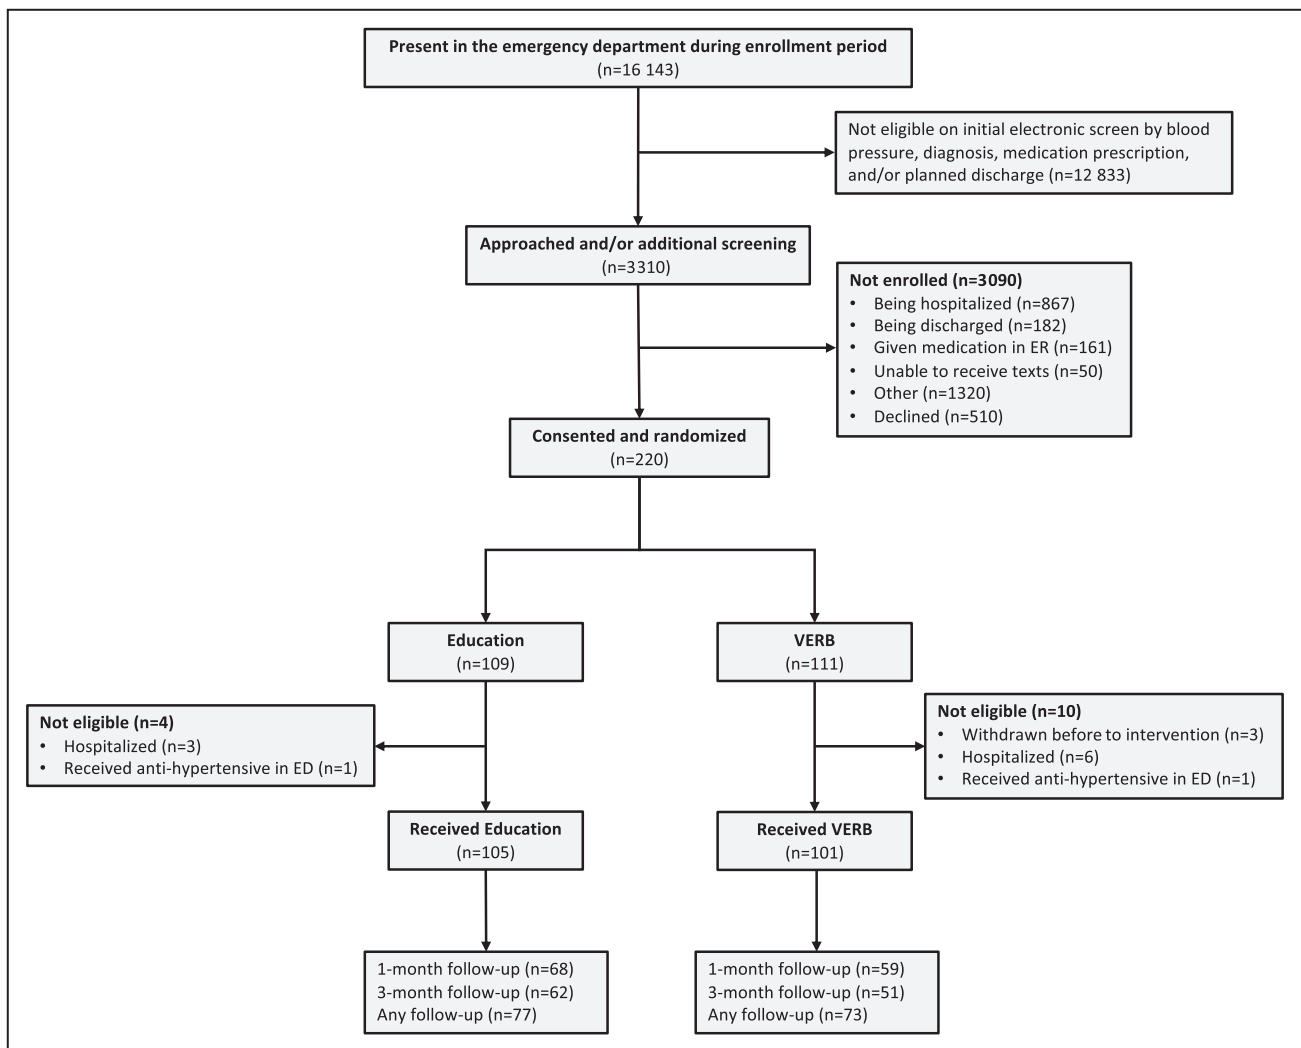 Present in the emergency department during enrollment period
(n=16 143)
Not eligible on initial electronic screen by blood
pressure, diagnosis, medication prescription,
and/or planned discharge (n=12 833)
Approached and/or additional screening
(n=3310)
Not enrolled (n=3090)
• Being hospitalized (n=867)
• Being discharged (n=182)
• Given medication in ER (n=161)
• Unable to receive texts (n=50)
• Other (n=1320)
• Declined (n=510)
Consented and randomized
(n=220)
Education
(n=109)
VERB
(n=111)
Not eligible (n=4)
• Hospitalized (n=3)
• Received anti-hypertensive in ED (n=1)
Not eligible (n=10)
• Withdrawn before to intervention (n=3)
• Hospitalized (n=6)
• Received anti-hypertensive in ED (n=1)
Received Education
(n=105)
Received VERB
(n=101)
1-month follow-up (n=68)
3-month follow-up (n=62)
Any follow-up (n=77)
1-month follow-up (n=59)
3-month follow-up (n=51)
Any follow-up (n=73)